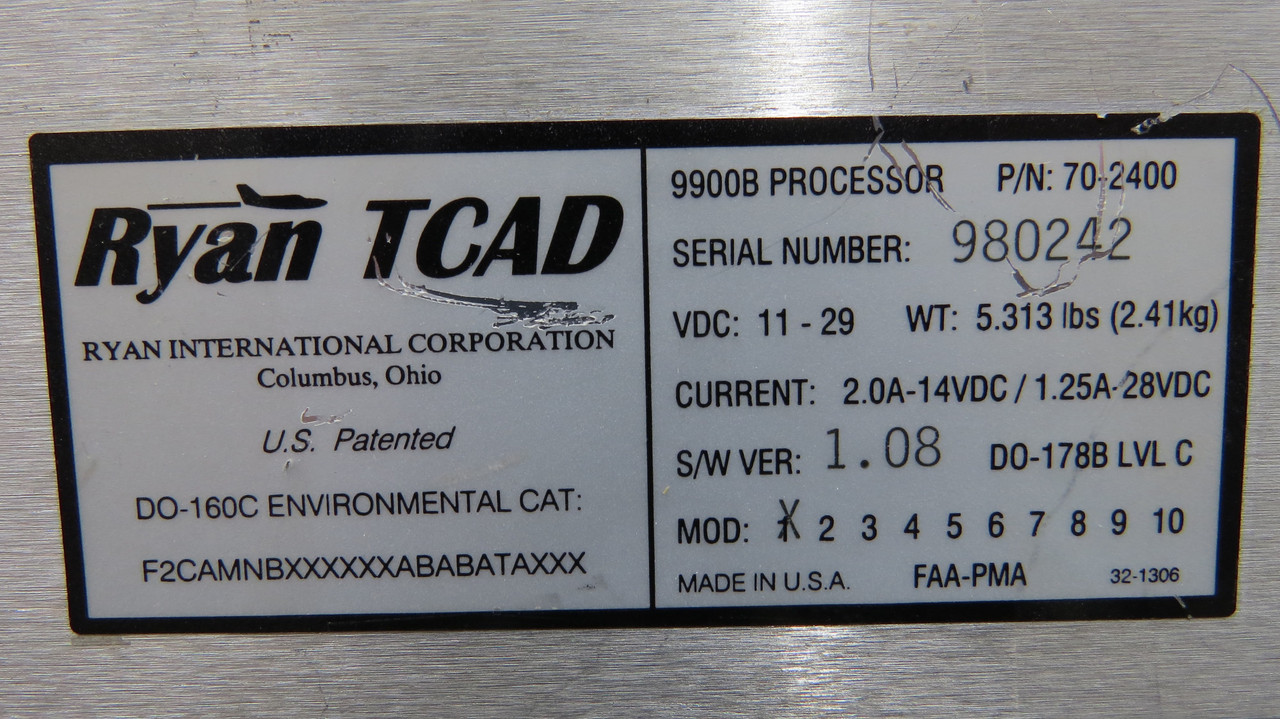 Ryan TCAD
RYAN INTERNATIONAL CORPORATION
Columbus, Ohio
U.S. Patented
DO-160C ENVIRONMENTAL CAT:
F2CAMNBXXXXXXABABATAXXX
9900B PROCESSOR P/N: 70-2400
SERIAL NUMBER: 980242
VDC: 11 - 29 WT: 5.313 lbs (2.41kg)
CURRENT: 2.0A-14VDC / 1.25A-28VDC
S/W VER: 1.08 DO-178B LVL C
MOD: 1 2 3 4 5 6 7 8 9 10
MADE IN U.S.A. FAA-PMA 32-1306